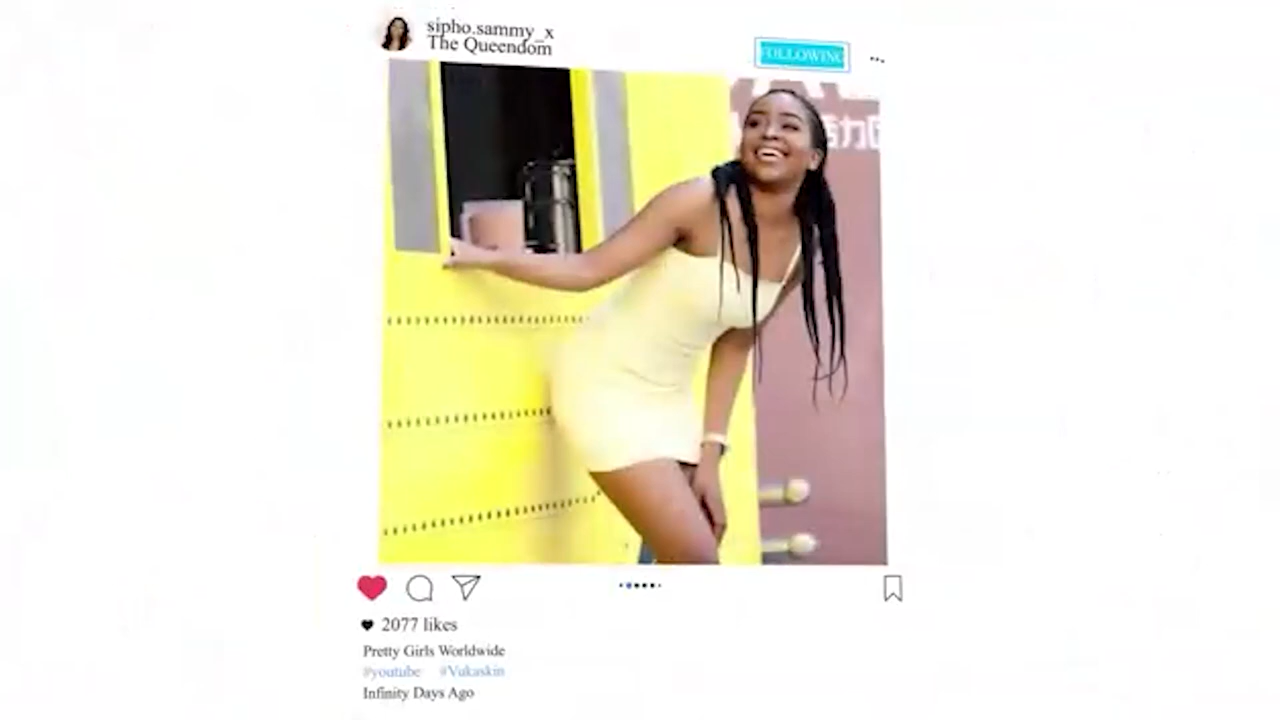 sipho.sammy_x
The Queendom
FOLLOWING
2077 likes
Pretty Girls Worldwide
#youtube #Vukaskin
Infinity Days Ago